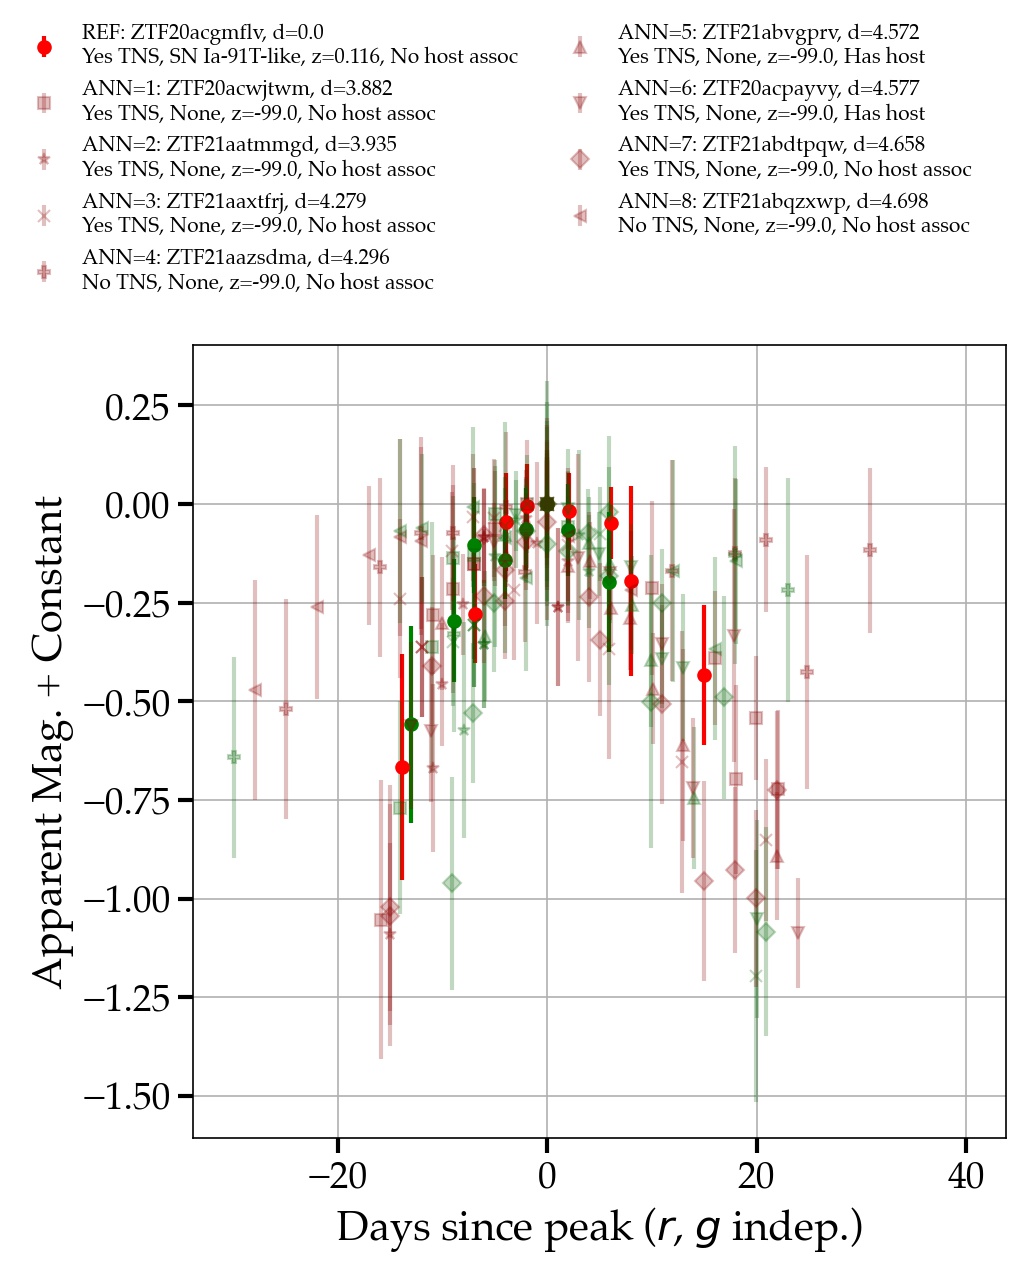 REF: ZTF20acgmflv, d=0.0
Yes TNS, SN Ia-91T-like, z=0.116, No host assoc
ANN=1: ZTF20acwjtwm, d=3.882
Yes TNS, None, z=-99.0, No host assoc
ANN=2: ZTF21aatmmgd, d=3.935
Yes TNS, None, z=-99.0, No host assoc
ANN=3: ZTF21aaxtfrj, d=4.279
Yes TNS, None, z=-99.0, No host assoc
ANN=4: ZTF21aazsdma, d=4.296
No TNS, None, z=-99.0, No host assoc
ANN=5: ZTF21abvgprv, d=4.572
Yes TNS, None, z=-99.0, Has host
ANN=6: ZTF20acpayvy, d=4.577
Yes TNS, None, z=-99.0, Has host
ANN=7: ZTF21abdtpqw, d=4.658
Yes TNS, None, z=-99.0, No host assoc
ANN=8: ZTF21abqzxwp, d=4.698
No TNS, None, z=-99.0, No host assoc
Apparent Mag. + Constant
0.25
0.00
−0.25
−0.50
−0.75
−1.00
−1.25
−1.50
−20
0
20
40
Days since peak (r, g indep.)